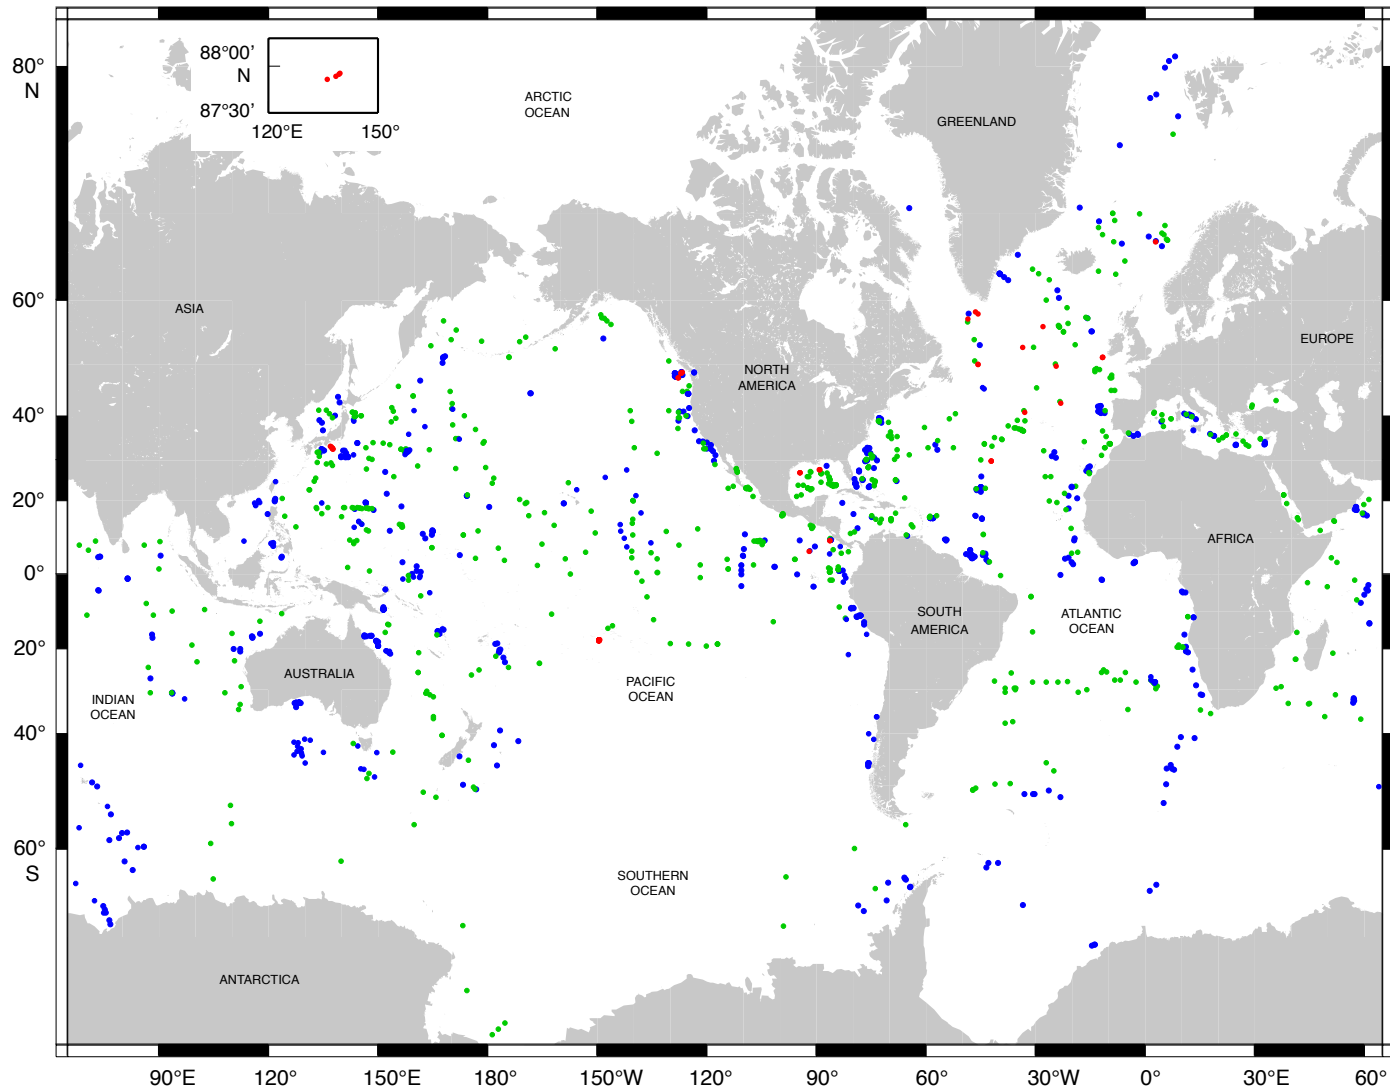 88°00'
N
87°30'
120°E 150°
80°
N
60°
40°
20°
0°
20°
40°
60°
S
ARCTIC
OCEAN
GREENLAND
ASIA
EUROPE
NORTH
AMERICA
AFRICA
SOUTH
AMERICA
ATLANTIC
OCEAN
AUSTRALIA
PACIFIC
OCEAN
INDIAN
OCEAN
SOUTHERN
OCEAN
ANTARCTICA
90°E 120° 150°E 180° 150°W 120° 90° 60° 30°W 0° 30°E 60°